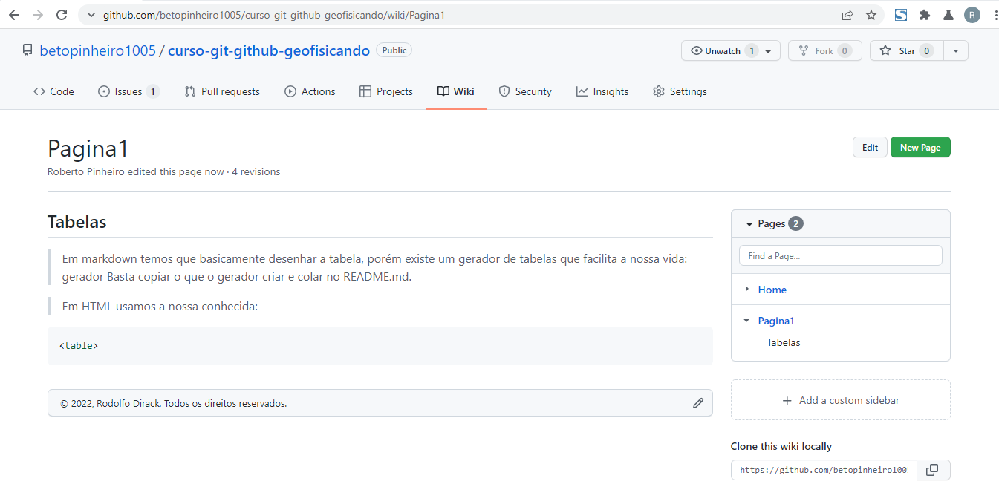 github.com/betopinheiro1005/curso-git-github-geofisicando/wiki/Pagina1
R
betopinheiro1005 / curso-git-github-geofisicando Public
Unwatch 1
Fork 0
Star 0
Code
Issues 1
Pull requests
Actions
Projects
Wiki
Security
Insights
Settings
Pagina1
Edit
New Page
Roberto Pinheiro edited this page now · 4 revisions
Tabelas
Em markdown temos que basicamente desenhar a tabela, porém existe um gerador de tabelas que facilita a nossa vida:
gerador Basta copiar o que o gerador criar e colar no README.md.
Em HTML usamos a nossa conhecida:
<table>
© 2022, Rodolfo Dirack. Todos os direitos reservados.
Pages 2
Find a Page...
Home
Pagina1
Tabelas
+ Add a custom sidebar
Clone this wiki locally
https://github.com/betopinheiro100